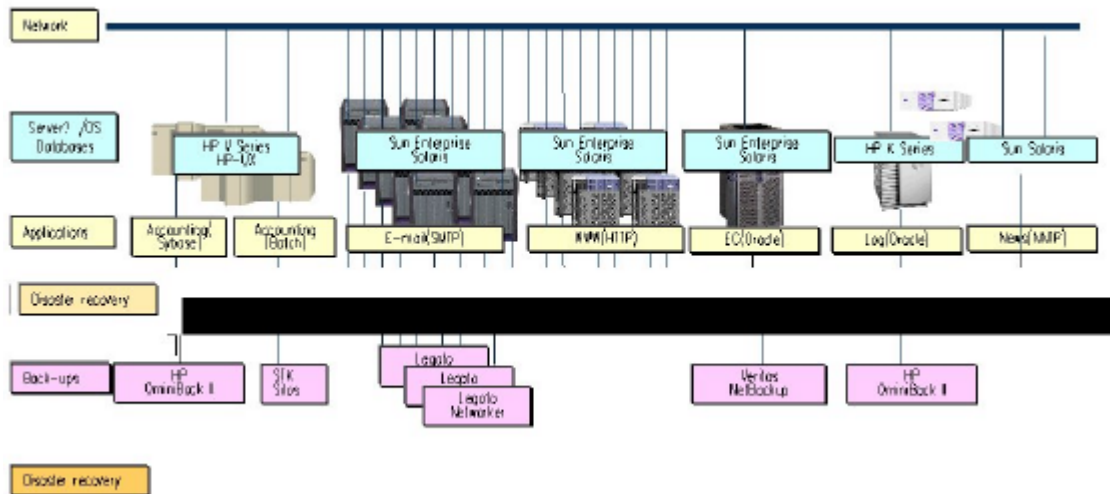 Network
Server? /OS
Databases
HP V Series
HP-UX
Sun Enterprise
Solaris
Sun Enterprise
Solaris
Sun Enterprise
Solaris
HP K Series
Sun Solaris
Applications
Accounting(
Sybase)
Accounting
(Batch)
E-mail(SMTP)
WWW(HTTP)
EC(Oracle)
Log(Oracle)
News(NNTP)
Disaster recovery
Back-ups
HP
OmniBack II
STK
Silos
Legato
Legato
Legato
Networker
Veritas
NetBackup
HP
OmniBack II
Disaster recovery